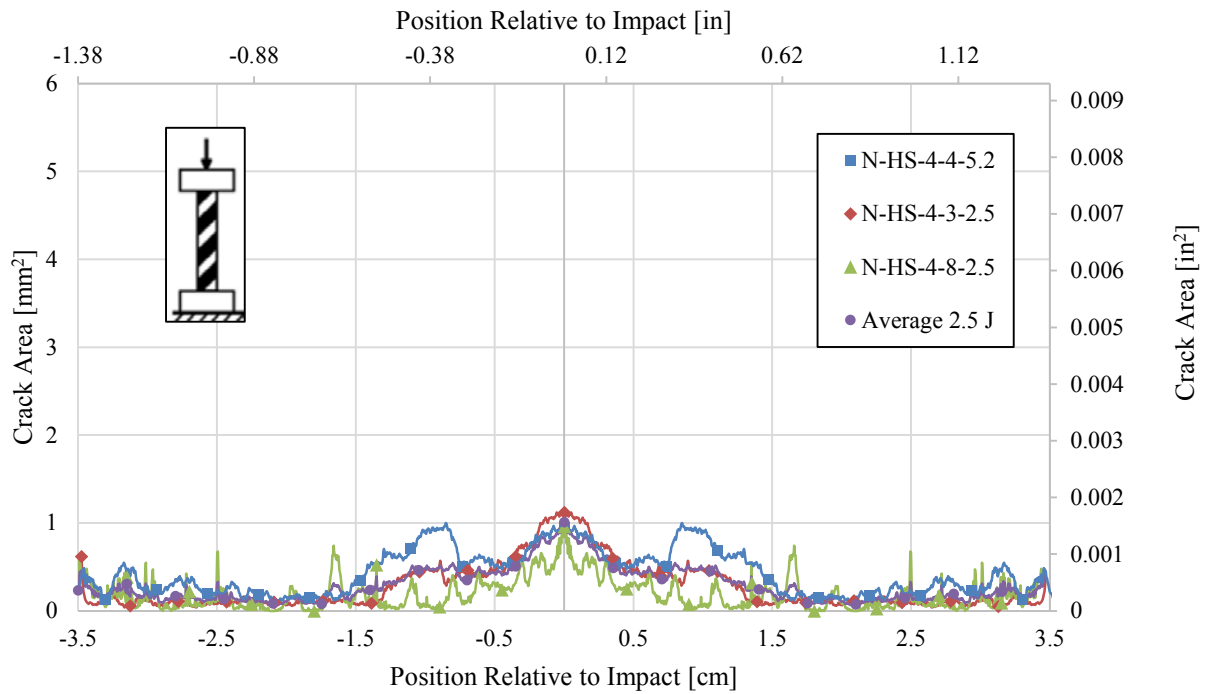 Position Relative to Impact [in]
-1.38 -0.88 -0.38 0.12 0.62 1.12
6
5
4
3
2
1
0
Crack Area [mm²]
N-HS-4-4-5.2
N-HS-4-3-2.5
N-HS-4-8-2.5
Average 2.5 J
0.009
0.008
0.007
0.006
0.005
0.004
0.003
0.002
0.001
0
Crack Area [in²]
-3.5 -2.5 -1.5 -0.5 0.5 1.5 2.5 3.5
Position Relative to Impact [cm]